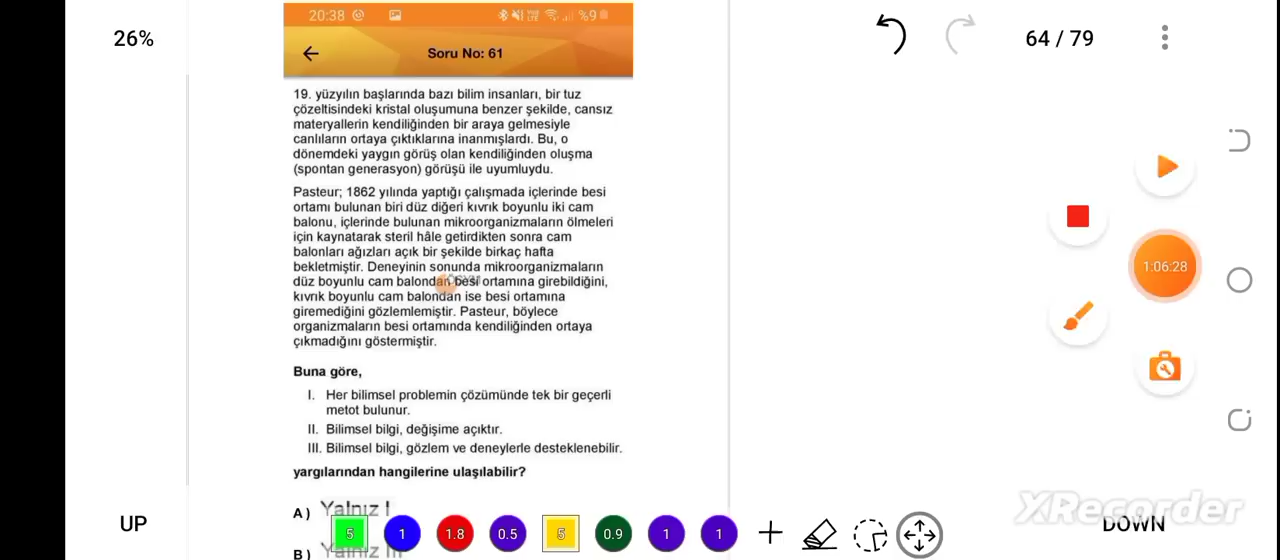 26%
20:38
%9
Soru No: 61
64 / 79
19. yüzyılın başlarında bazı bilim insanları, bir tuz
çözeltisindeki kristal oluşumuna benzer şekilde, cansız
materyallerin kendiliğinden bir araya gelmesiyle
canlıların ortaya çıktıklarına inanmışlardı. Bu, o
dönemdeki yaygın görüş olan kendiliğinden oluşma
(spontan generasyon) görüşü ile uyumluydu.
Pasteur; 1862 yılında yaptığı çalışmada içlerinde besi
ortamı bulunan biri düz diğeri kıvrık boyunlu iki cam
balonu, içlerinde bulunan mikroorganizmaların ölmeleri
için kaynatarak steril hâle getirdikten sonra cam
balonları ağızları açık bir şekilde birkaç hafta
bekletmiştir. Deneyinin sonunda mikroorganizmaların
düz boyunlu cam balondan besi ortamına girebildiğini,
kıvrık boyunlu cam balondan ise besi ortamına
giremediğini gözlemlemiştir. Pasteur, böylece
organizmaların besi ortamında kendiliğinden ortaya
çıkmadığını göstermiştir.
1:06:28
Buna göre,
I. Her bilimsel problemin çözümünde tek bir geçerli
metot bulunur.
II. Bilimsel bilgi, değişime açıktır.
III. Bilimsel bilgi, gözlem ve deneylerle desteklenebilir.
yargılarından hangilerine ulaşılabilir?
A) Yalnız I
B) Yalnız III
5 1 1.8 0.5 5 0.9 1 1
UP
DOWN
XRecorder